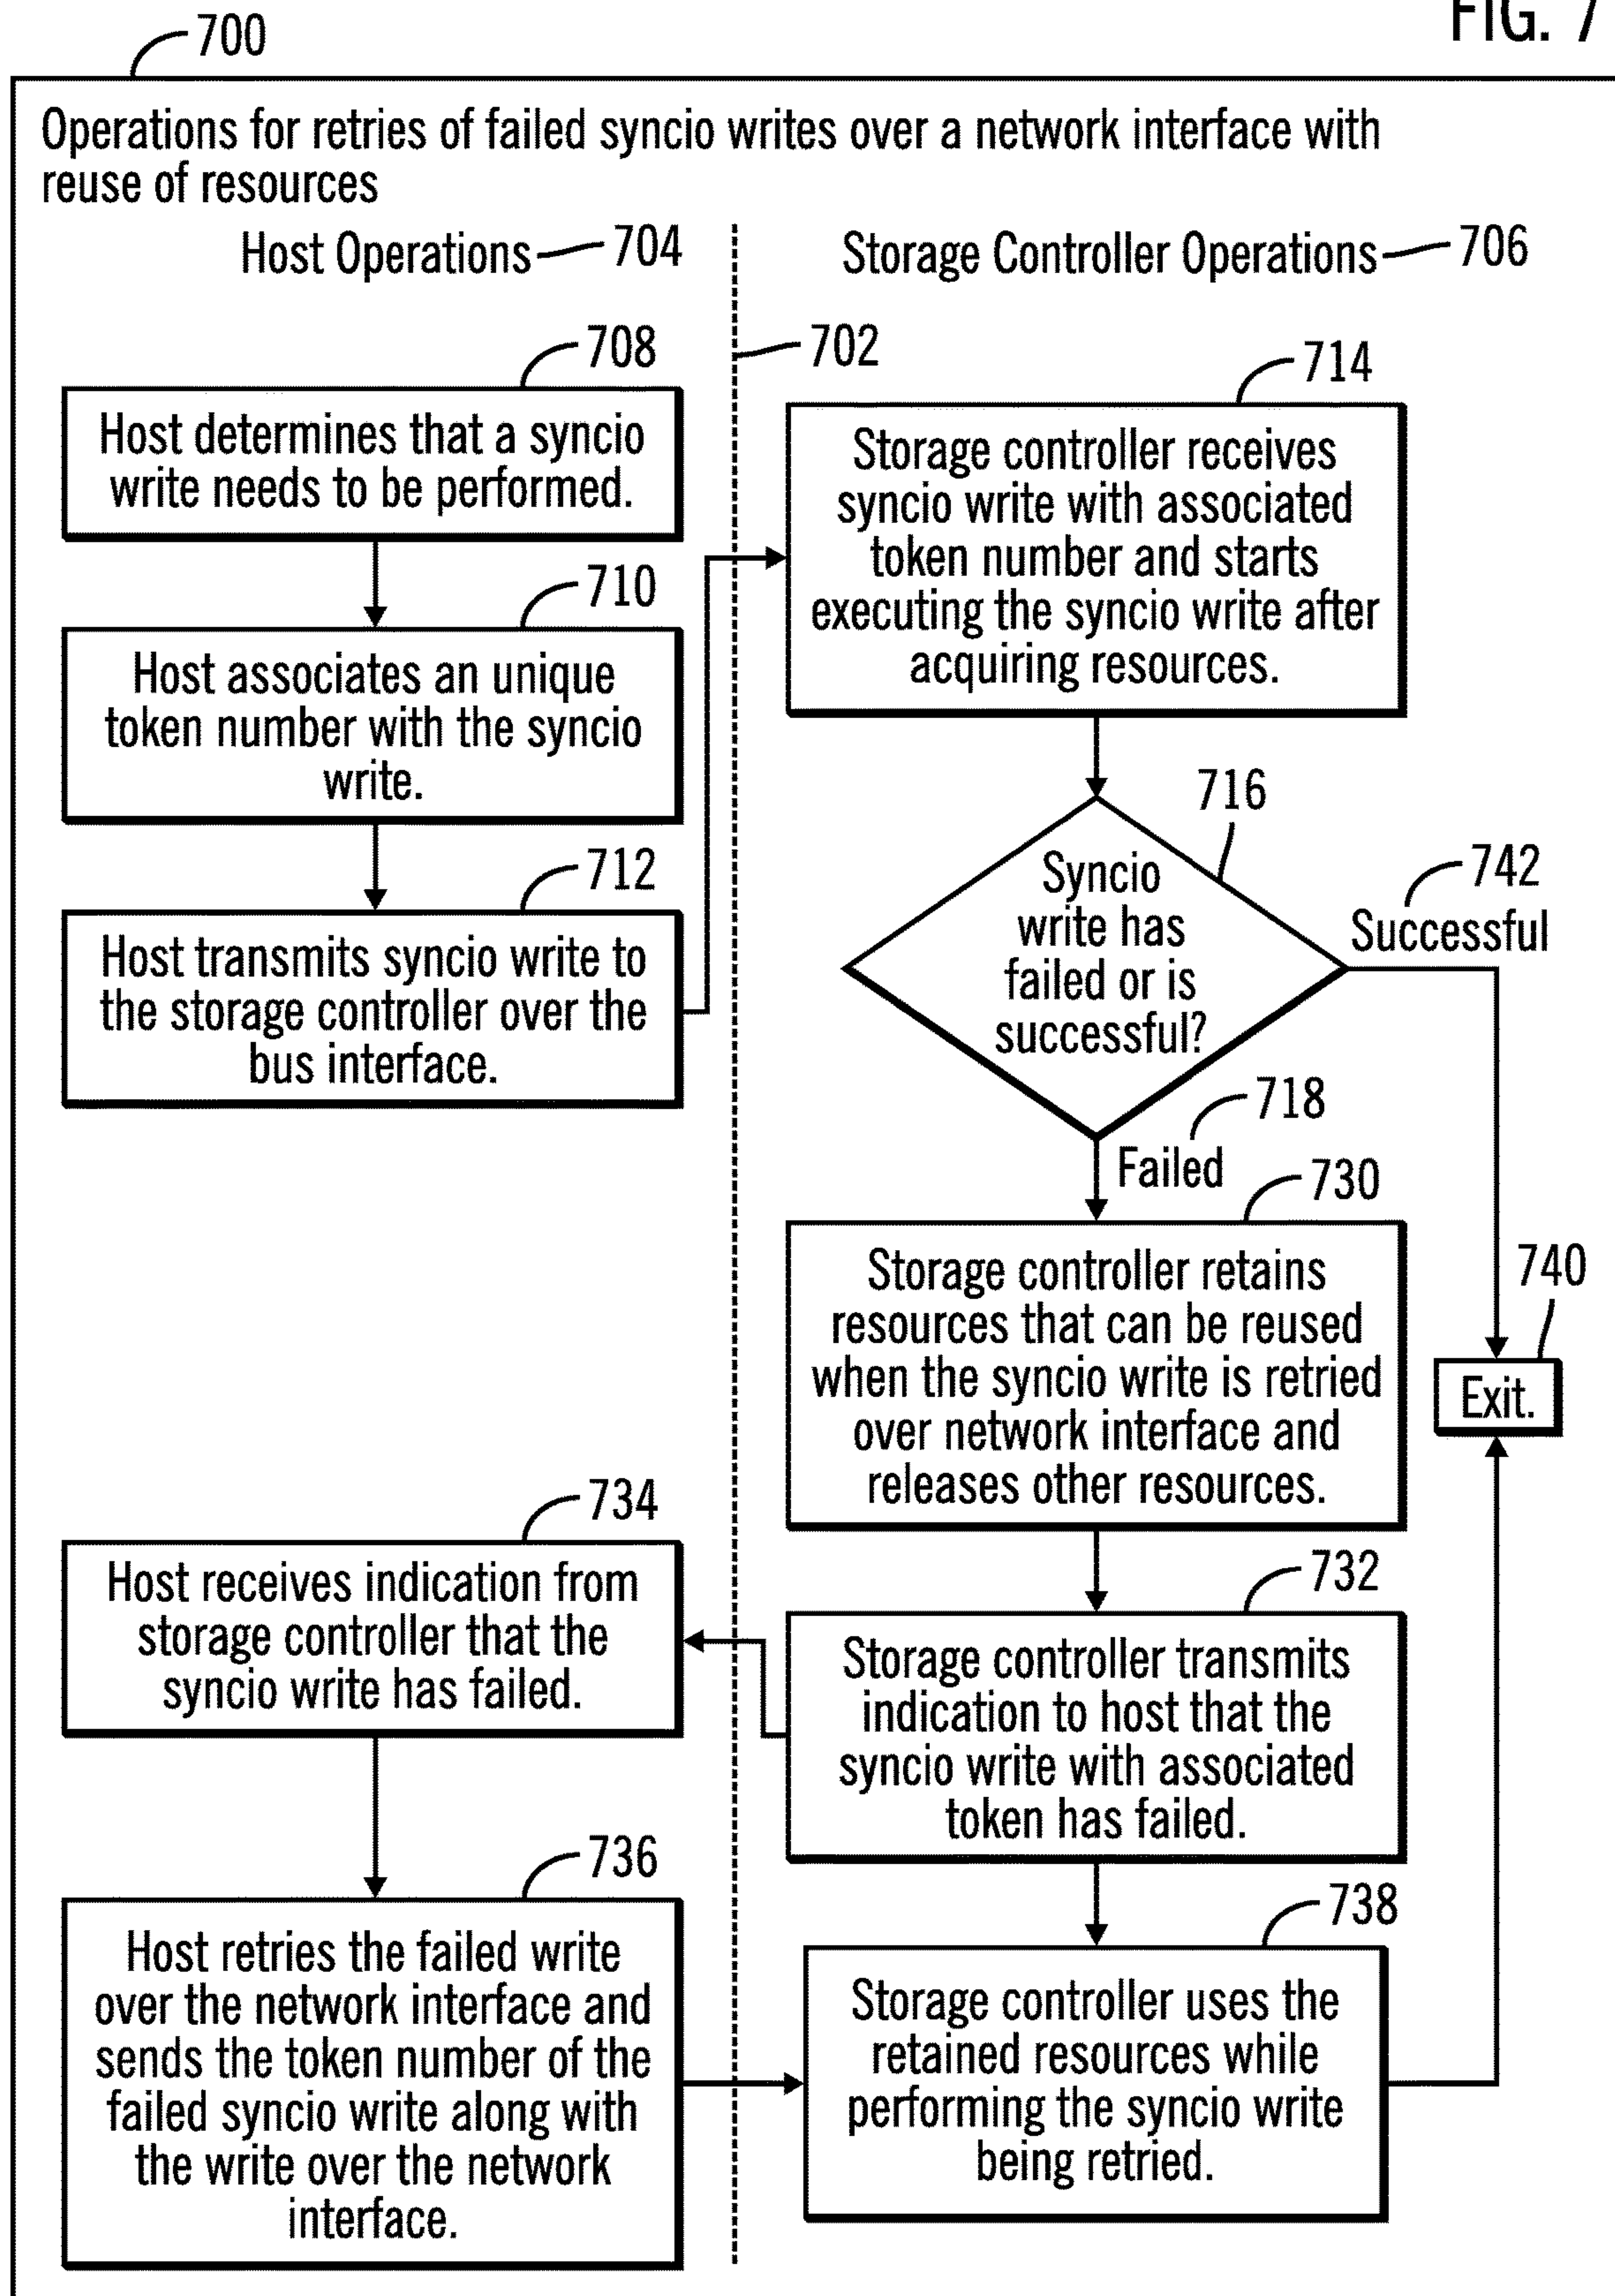 FIG. 7
700
Operations for retries of failed syncio writes over a network interface with
reuse of resources
Host Operations 704
Storage Controller Operations 706
702
708
Host determines that a syncio
write needs to be performed.
710
Host associates an unique
token number with the syncio
write.
712
Host transmits syncio write to
the storage controller over the
bus interface.
714
Storage controller receives
syncio write with associated
token number and starts
executing the syncio write after
acquiring resources.
716
Syncio
write has
failed or is
successful?
742
Successful
718
Failed
730
Storage controller retains
resources that can be reused
when the syncio write is retried
over network interface and
releases other resources.
740
Exit.
732
Storage controller transmits
indication to host that the
syncio write with associated
token has failed.
734
Host receives indication from
storage controller that the
syncio write has failed.
736
Host retries the failed write
over the network interface and
sends the token number of the
failed syncio write along with
the write over the network
interface.
738
Storage controller uses the
retained resources while
performing the syncio write
being retried.